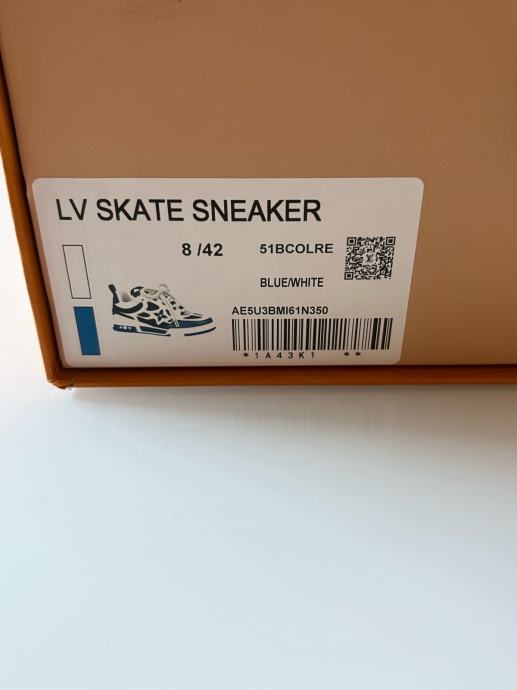 LV SKATE SNEAKER
8 /42 51BCOLRE
BLUE/WHITE
AE5U3BMI61N350
*1A43K1 **